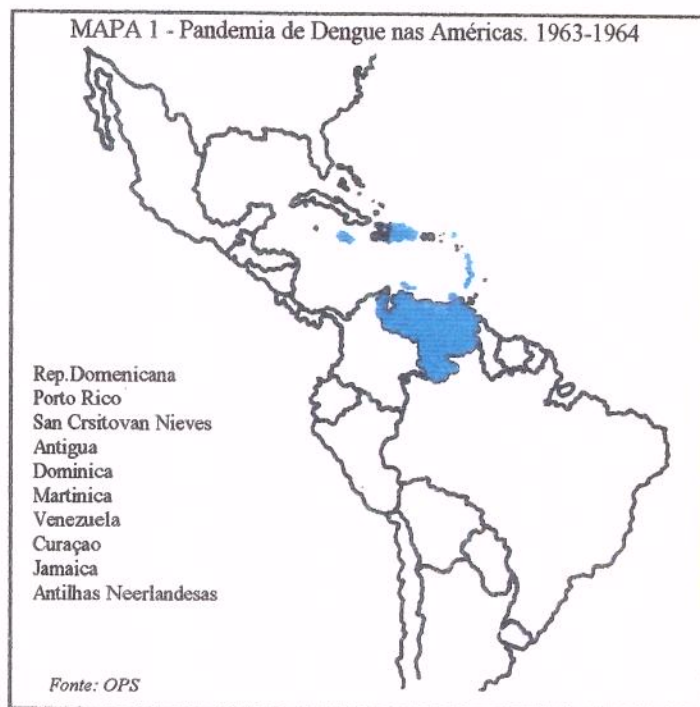 MAPA 1 - Pandemia de Dengue nas Américas. 1963-1964
Rep.Domenicana
Porto Rico
San Crsitovan Nieves
Antigua
Dominica
Martinica
Venezuela
Curaçao
Jamaica
Antilhas Neerlandesas
Fonte: OPS